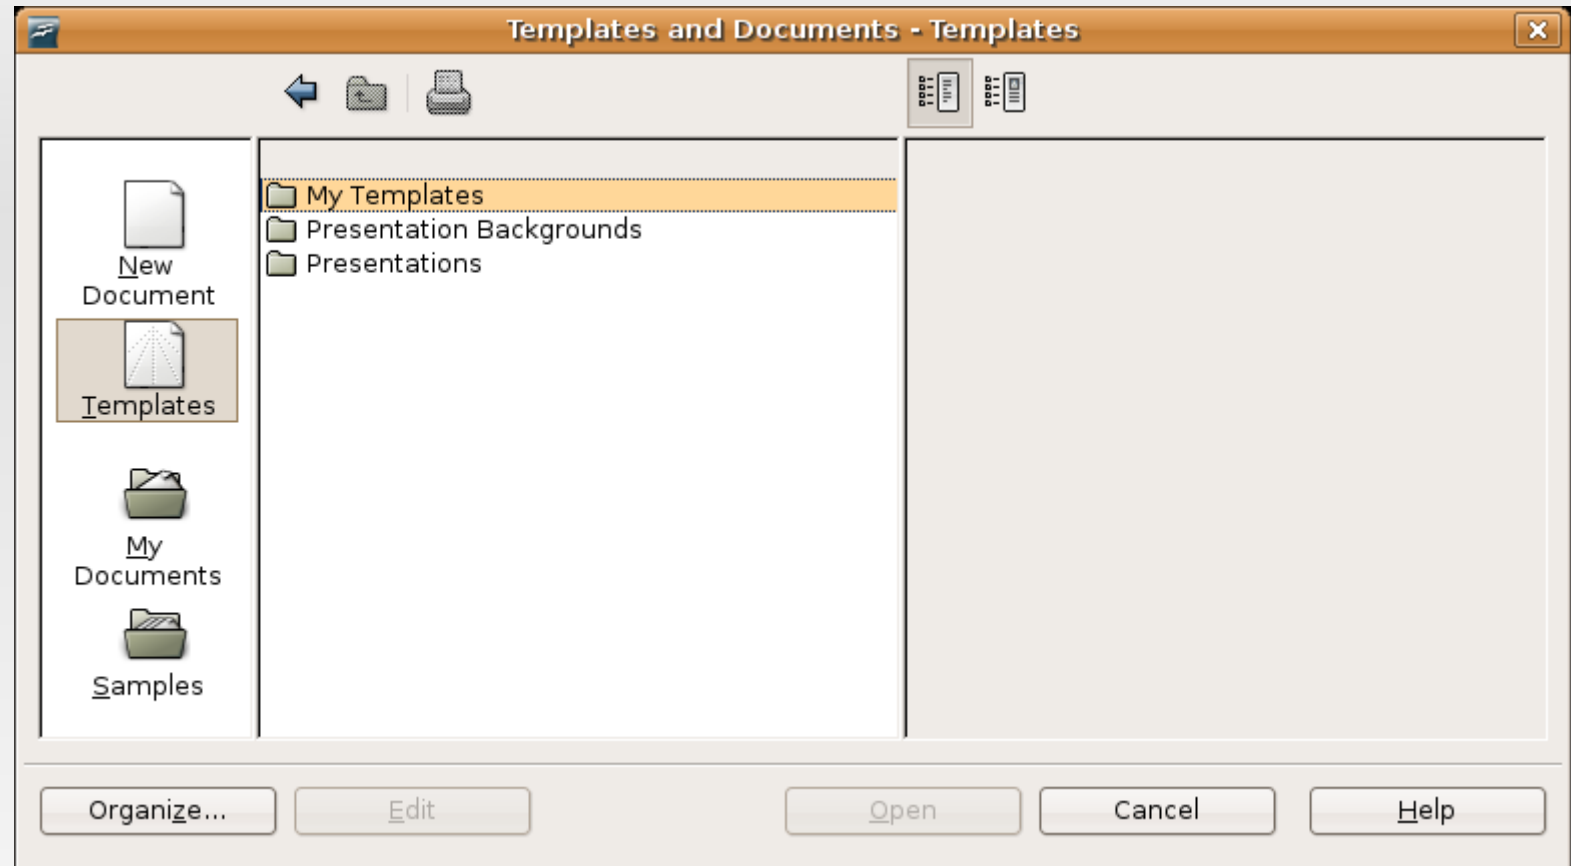 Templates and Documents - Templates
New
Document
Templates
My
Documents
Samples
My Templates
Presentation Backgrounds
Presentations
Organize...
Edit
Open
Cancel
Help